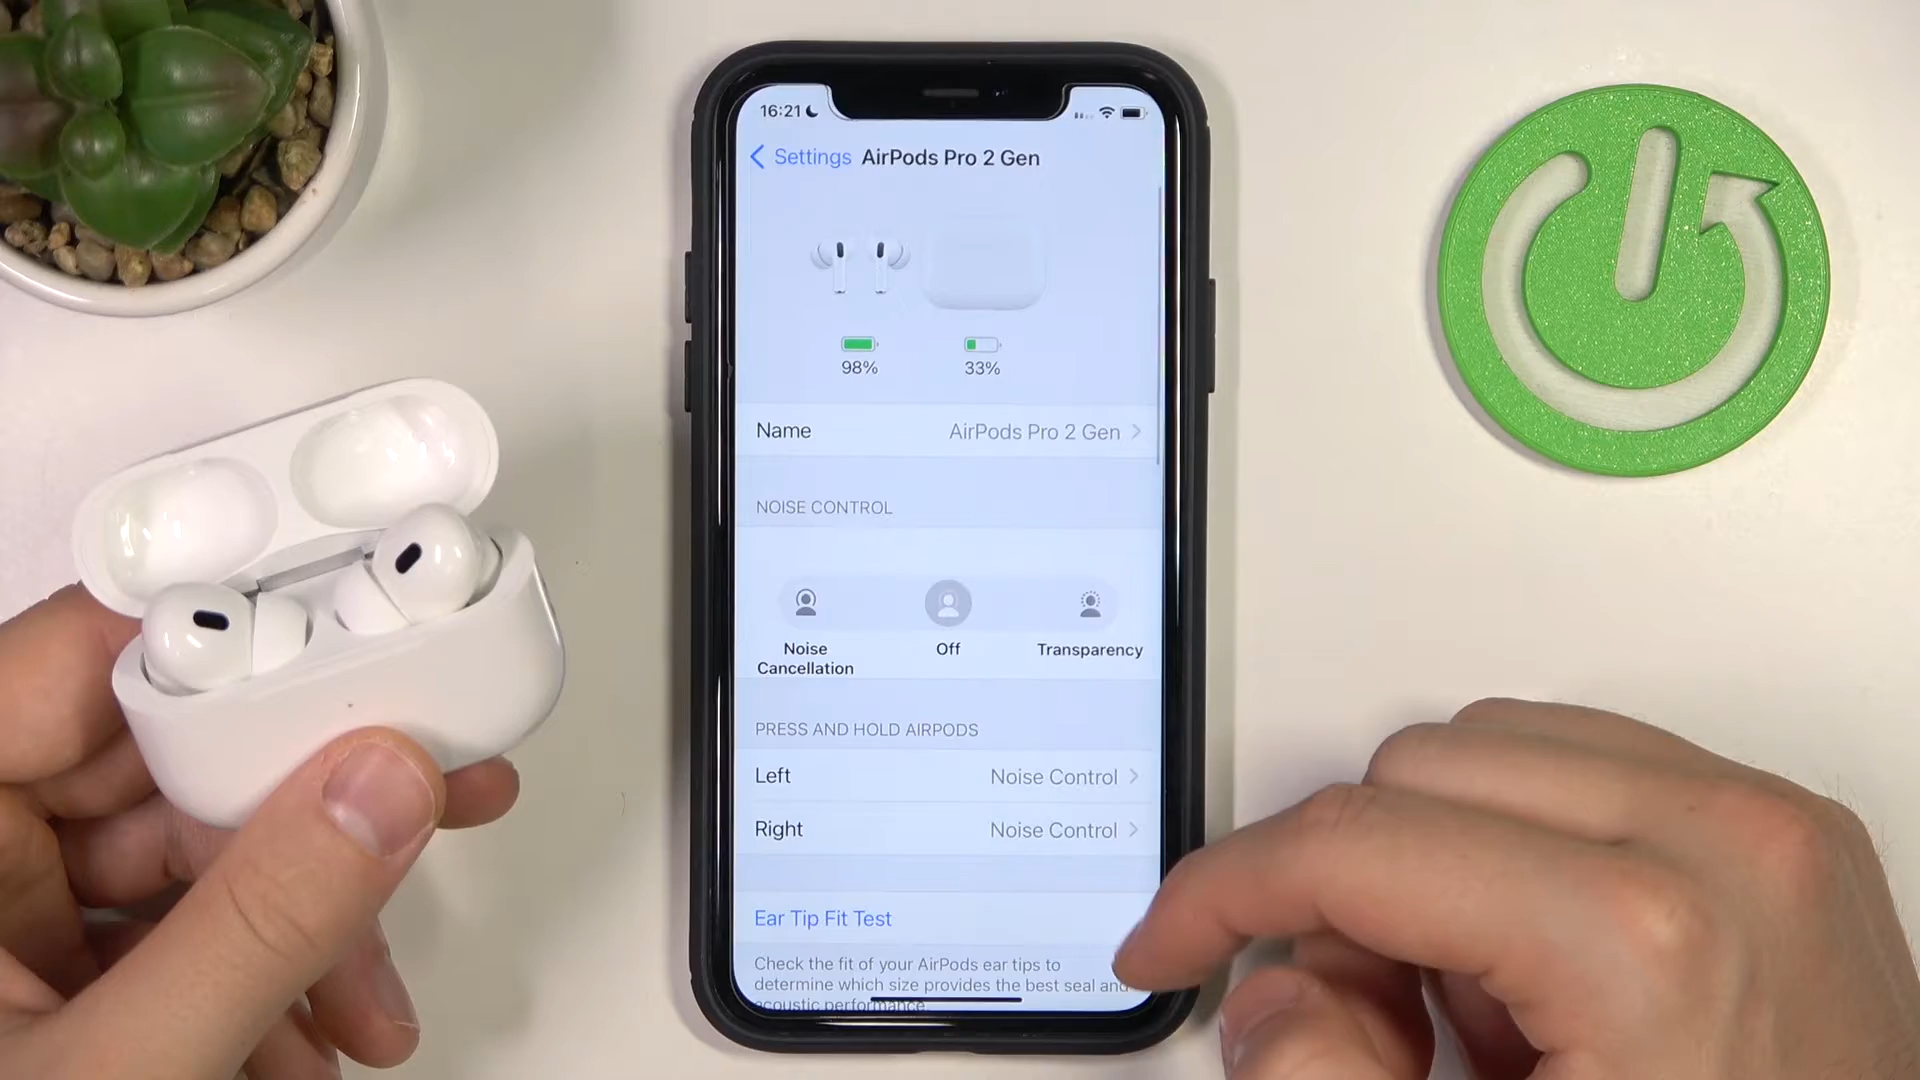 16:21
Settings AirPods Pro 2 Gen
98% 33%
Name AirPods Pro 2 Gen
NOISE CONTROL
Noise Cancellation Off Transparency
PRESS AND HOLD AIRPODS
Left Noise Control
Right Noise Control
Ear Tip Fit Test
Check the fit of your AirPods ear tips to
determine which size provides the best seal and
acoustic performance.